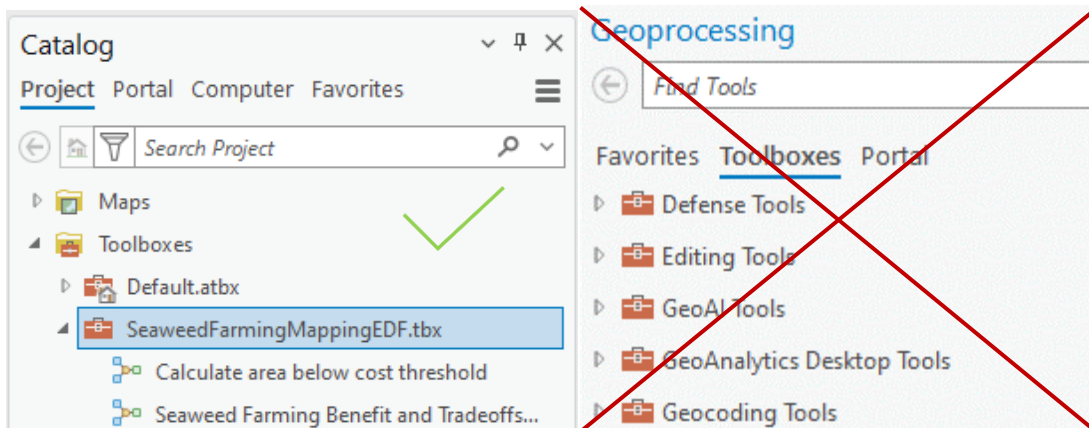 Catalog
Project Portal Computer Favorites
Search Project
Maps
Toolboxes
Default.atbx
SeaweedFarmingMappingEDF.tbx
Calculate area below cost threshold
Seaweed Farming Benefit and Tradeoffs...
Geoprocessing
Find Tools
Favorites Toolboxes Portal
Defense Tools
Editing Tools
GeoAI Tools
GeoAnalytics Desktop Tools
Geocoding Tools